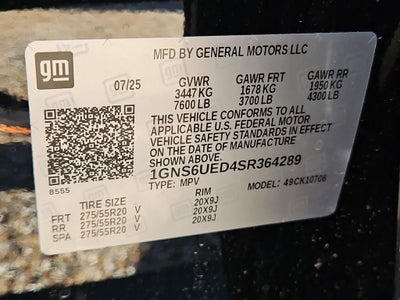 gm
MFD BY GENERAL MOTORS LLC
07/25 GVWR GAWR FRT GAWR RR
3447 KG 1678 KG 1950 KG
7600 LB 3700 LB 4300 LB
THIS VEHICLE CONFORMS TO ALL
APPLICABLE U.S. FEDERAL MOTOR
VEHICLE SAFETY STANDARDS IN EFFECT
ON THE DATE OF MANUFACTURE
SHOWN ABOVE.
1GNS6UED4SR364289
8555
TYPE: MPV MODEL: 49CK10706
TIRE SIZE RIM
FRT 275/55R20 V 20X9J
RR 275/55R20 V 20X9J
SPA 275/55R20 V 20X9J